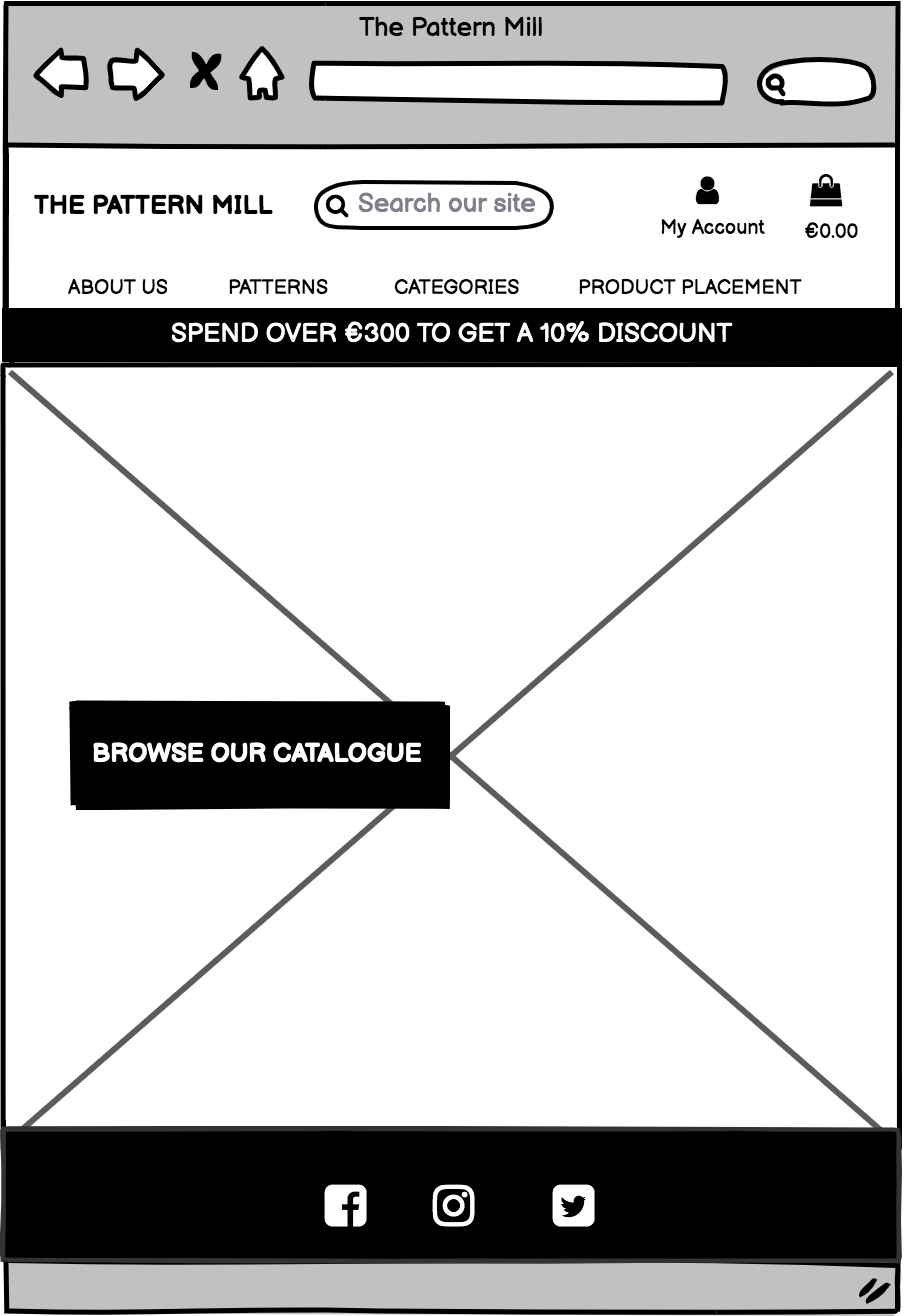 The Pattern Mill
THE PATTERN MILL
Search our site
My Account
€0.00
ABOUT US PATTERNS CATEGORIES PRODUCT PLACEMENT
SPEND OVER €300 TO GET A 10% DISCOUNT
BROWSE OUR CATALOGUE